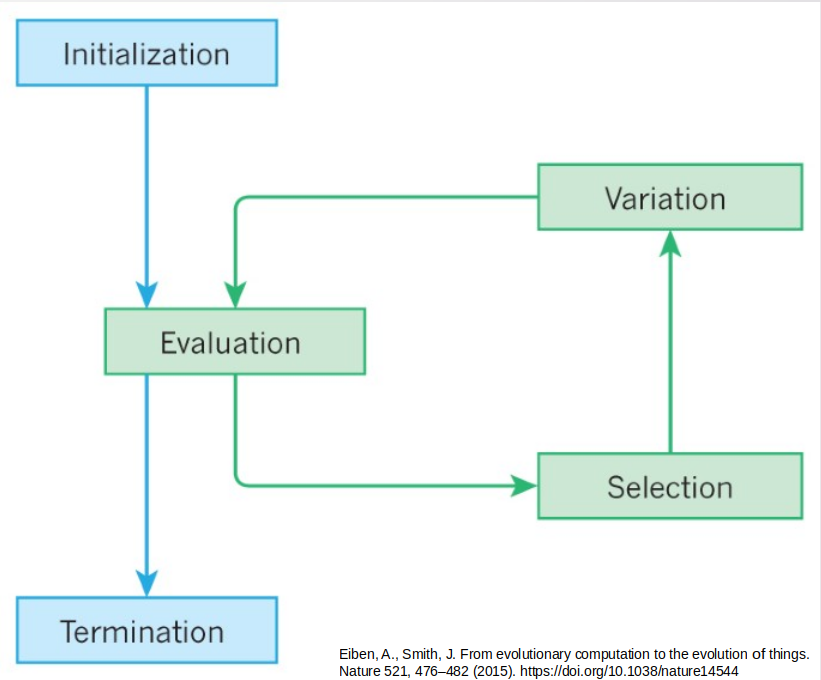 Initialization
Variation
Evaluation
Selection
Termination
Eiben, A., Smith, J. From evolutionary computation to the evolution of things.
Nature 521, 476–482 (2015). https://doi.org/10.1038/nature14544